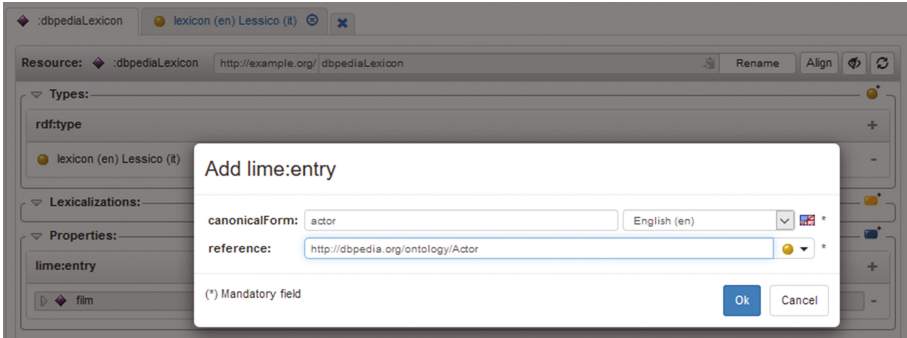 :dbpediaLexicon lexicon (en) Lessico (it)
Resource: :dbpediaLexicon http://example.org/ dbpediaLexicon Rename Align
Types:
rdf:type
lexicon (en) Lessico (it)
Add lime:entry
canonicalForm: actor English (en) *
Lexicalizations:
reference: http://dbpedia.org/ontology/Actor *
Properties:
lime:entry
(*) Mandatory field Ok Cancel
film